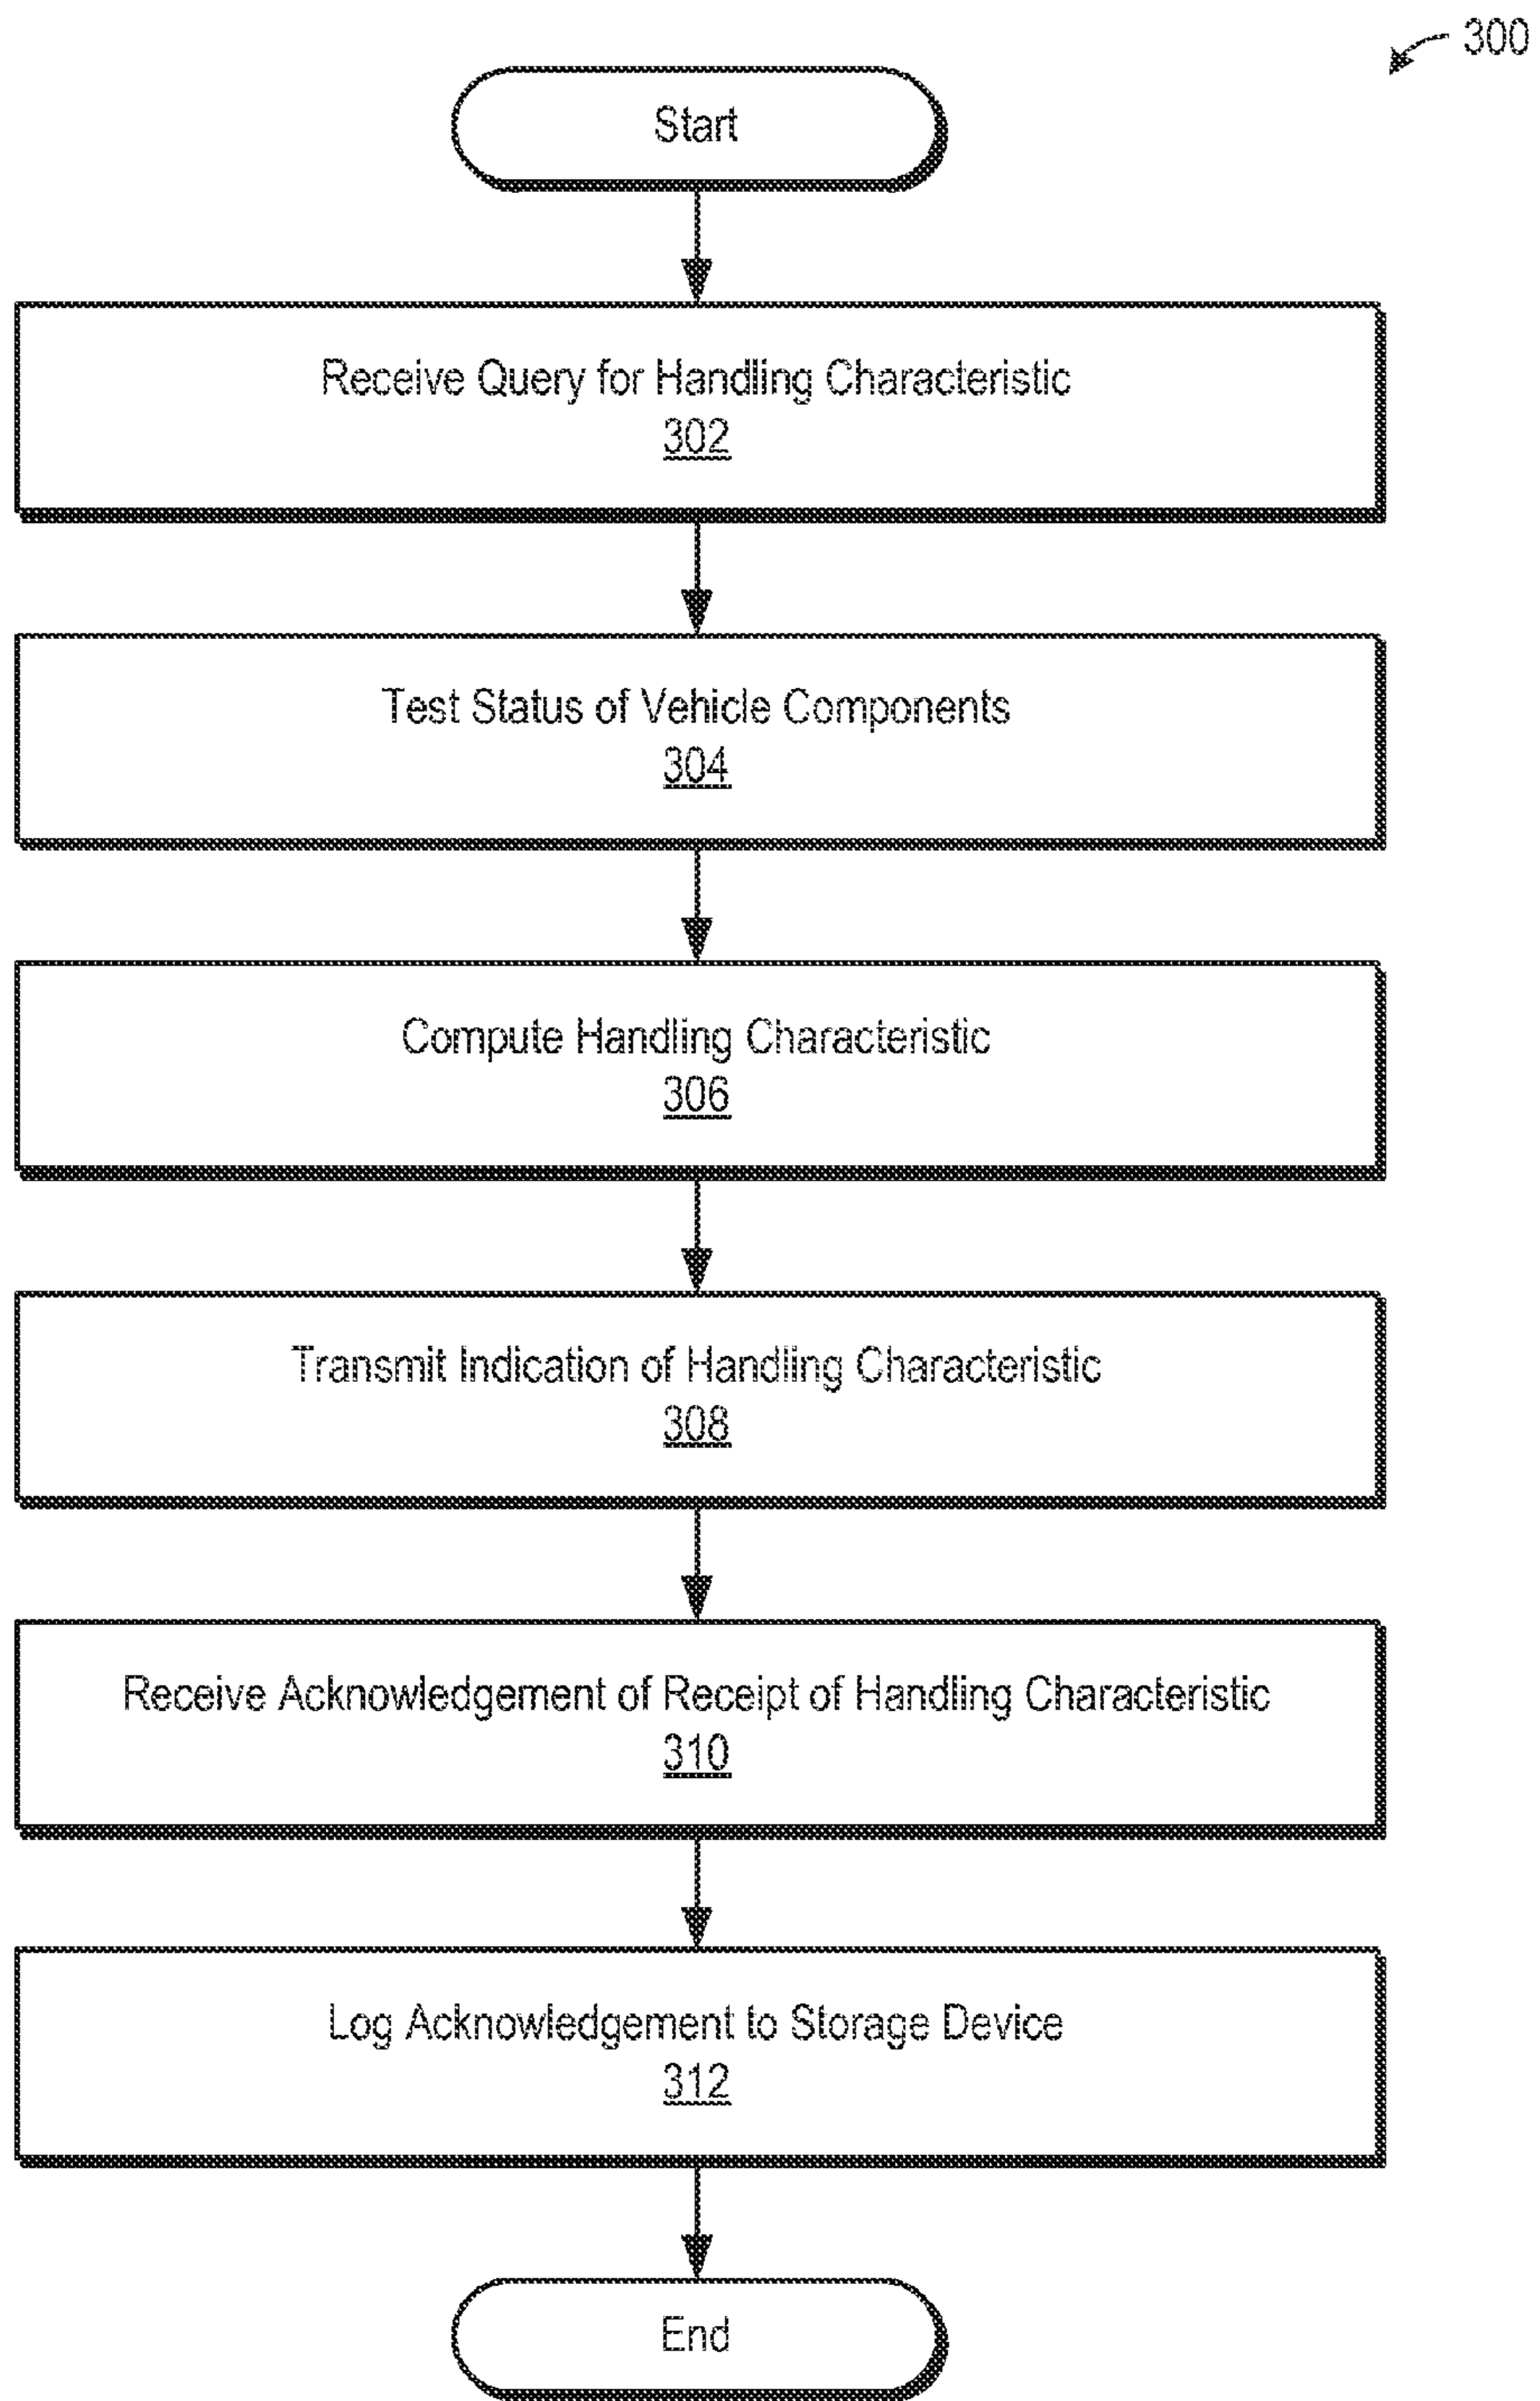 300
Start
Receive Query for Handling Characteristic
302
Test Status of Vehicle Components
304
Compute Handling Characteristic
306
Transmit Indication of Handling Characteristic
308
Receive Acknowledgement of Receipt of Handling Characteristic
310
Log Acknowledgement to Storage Device
312
End